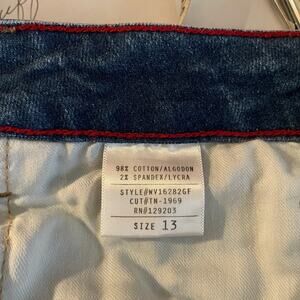 98% COTTON/ALGODON
2% SPANDEX/LYCRA
STYLE#WV16282GF
CUT#TN-1969
RN#129203
SIZE 13